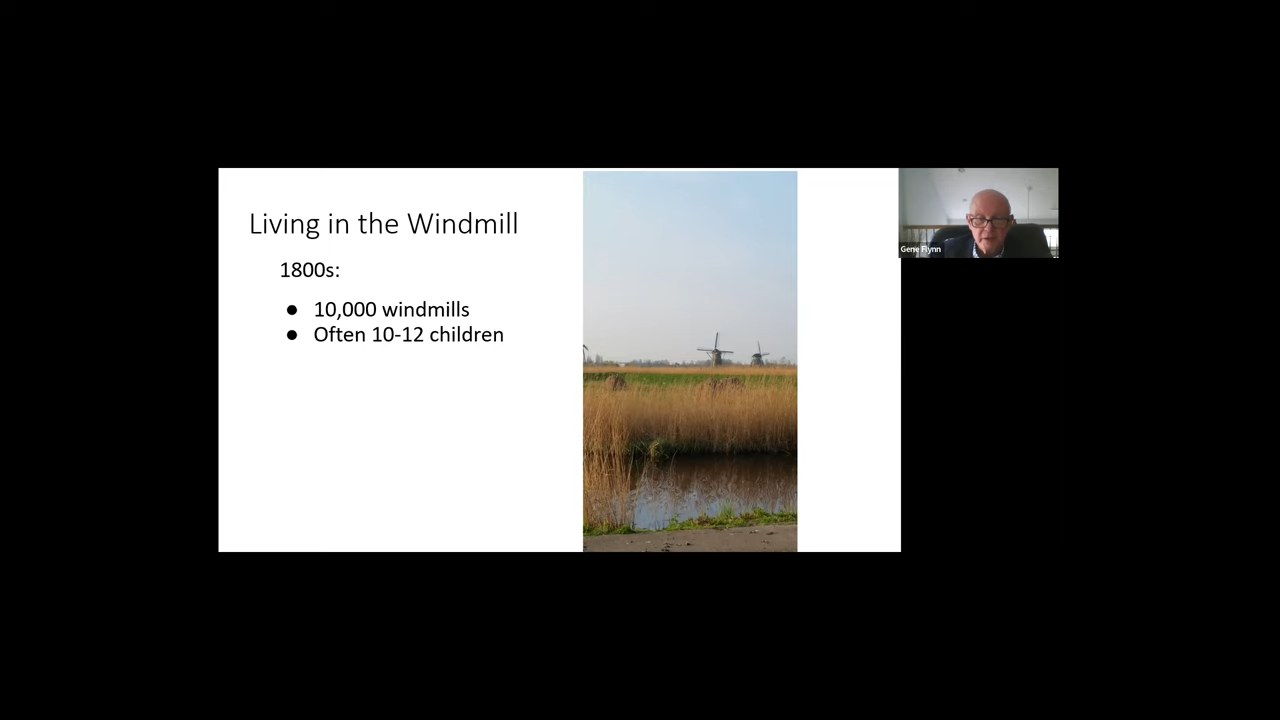 Living in the Windmill
1800s:
● 10,000 windmills
● Often 10-12 children
Gene Flynn